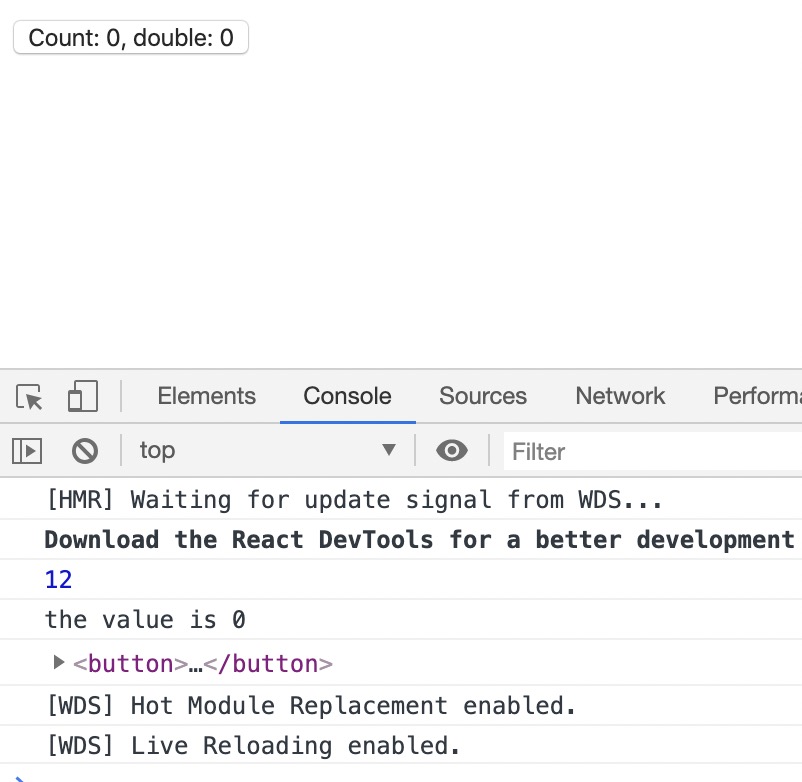 Count: 0, double: 0
Elements Console Sources Network Performa
top Filter
[HMR] Waiting for update signal from WDS...
Download the React DevTools for a better development
12
the value is 0
<button>…</button>
[WDS] Hot Module Replacement enabled.
[WDS] Live Reloading enabled.